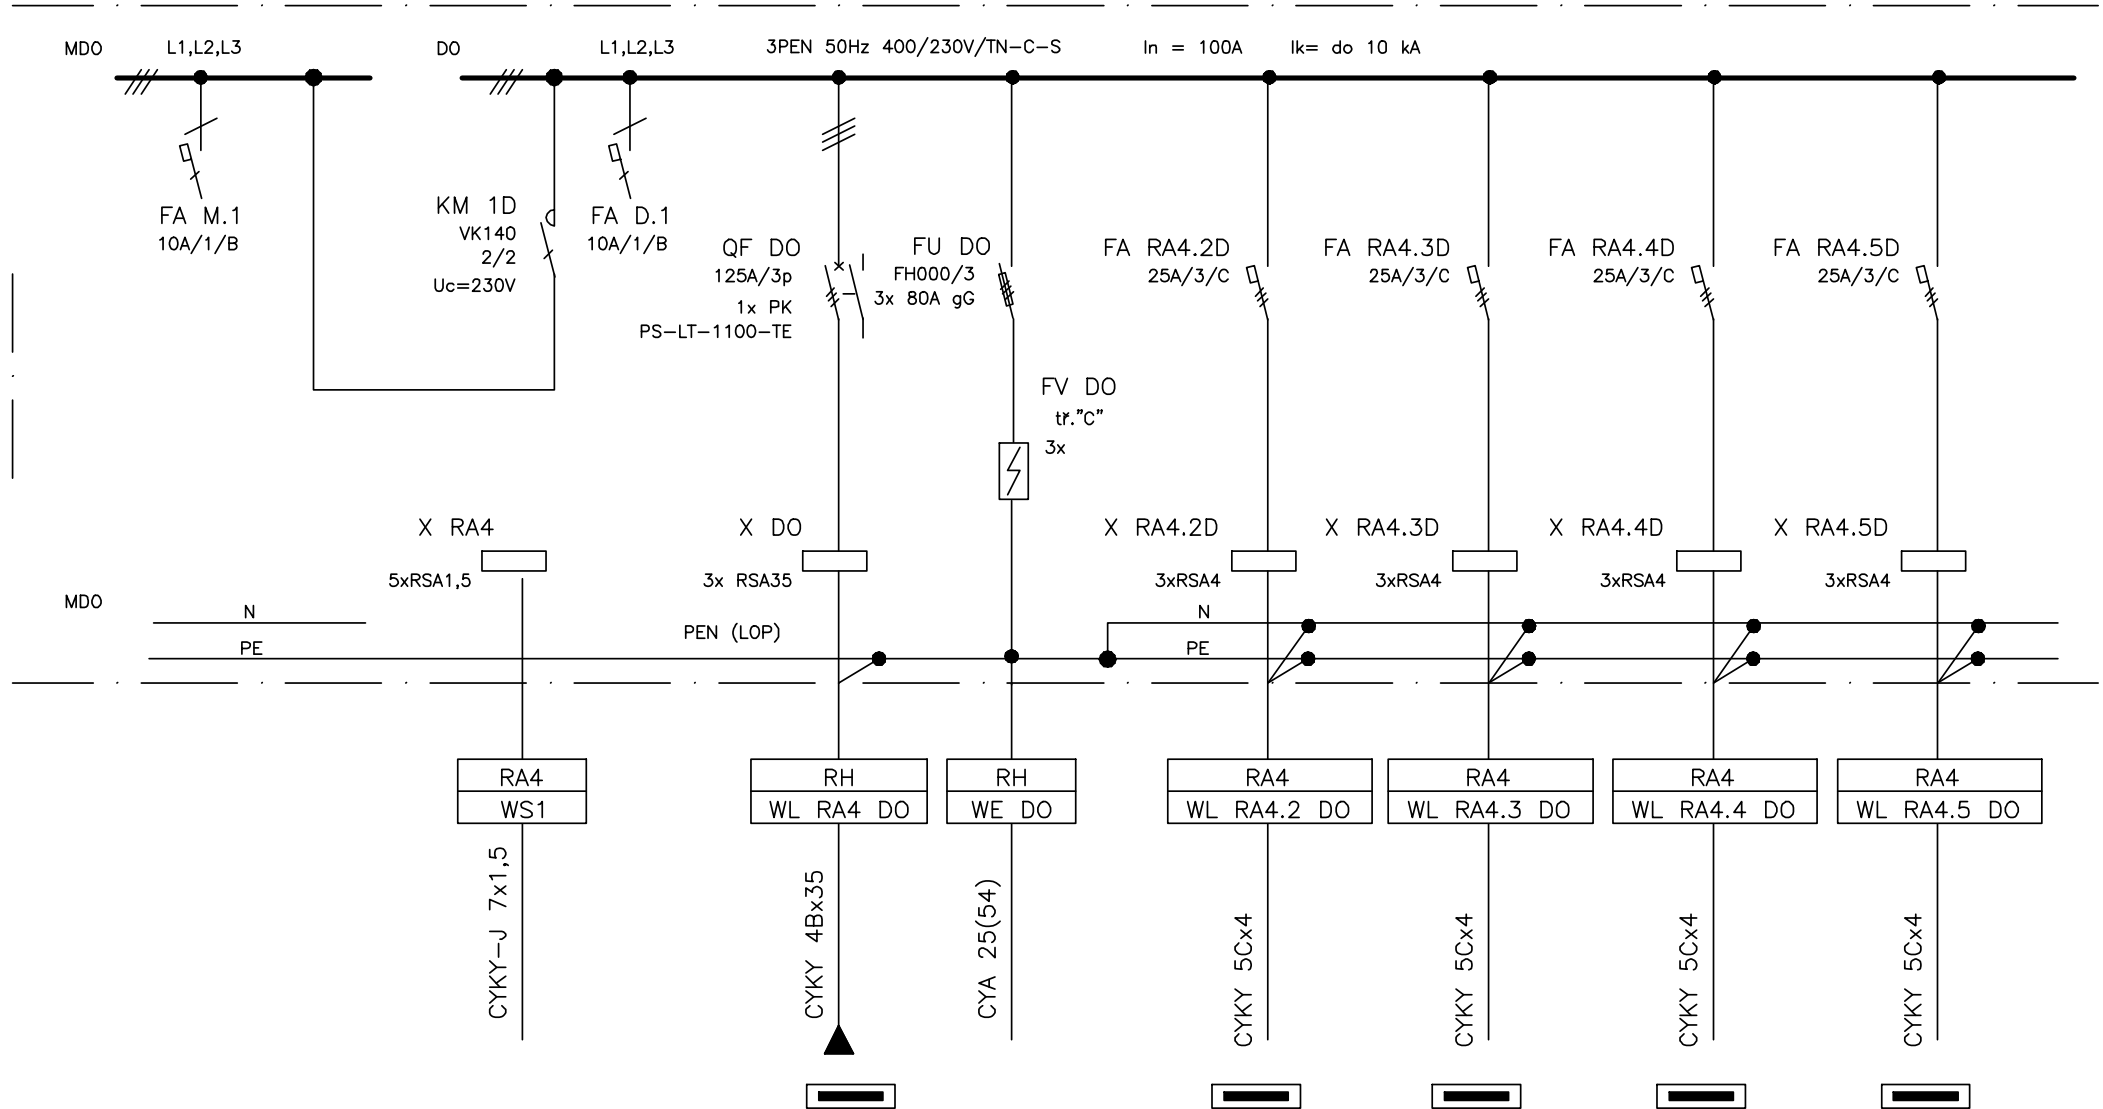 MDO L1,L2,L3 DO L1,L2,L3 3PEN 50Hz 400/230V/TN-C-S In = 100A Ik= do 10 kA
FA M.1
10A/1/B
KM 1D
VK140
2/2
Uc=230V
FA D.1
10A/1/B
QF DO
125A/3p
1x PK
PS-LT-1100-TE
FU DO
FH000/3
3x 80A gG
FV DO
tř."C"
3x
FA RA4.2D
25A/3/C
FA RA4.3D
25A/3/C
FA RA4.4D
25A/3/C
FA RA4.5D
25A/3/C
X RA4
5xRSA1,5
X DO
3x RSA35
X RA4.2D
3xRSA4
X RA4.3D
3xRSA4
X RA4.4D
3xRSA4
X RA4.5D
3xRSA4
MDO
N
PE
PEN (LOP)
N
PE
RA4
WS1
CYKY-J 7x1,5
RH
WL RA4 DO
CYKY 4Bx35
RH
WE DO
CYA 25(54)
RA4
WL RA4.2 DO
CYKY 5Cx4
RA4
WL RA4.3 DO
CYKY 5Cx4
RA4
WL RA4.4 DO
CYKY 5Cx4
RA4
WL RA4.5 DO
CYKY 5Cx4